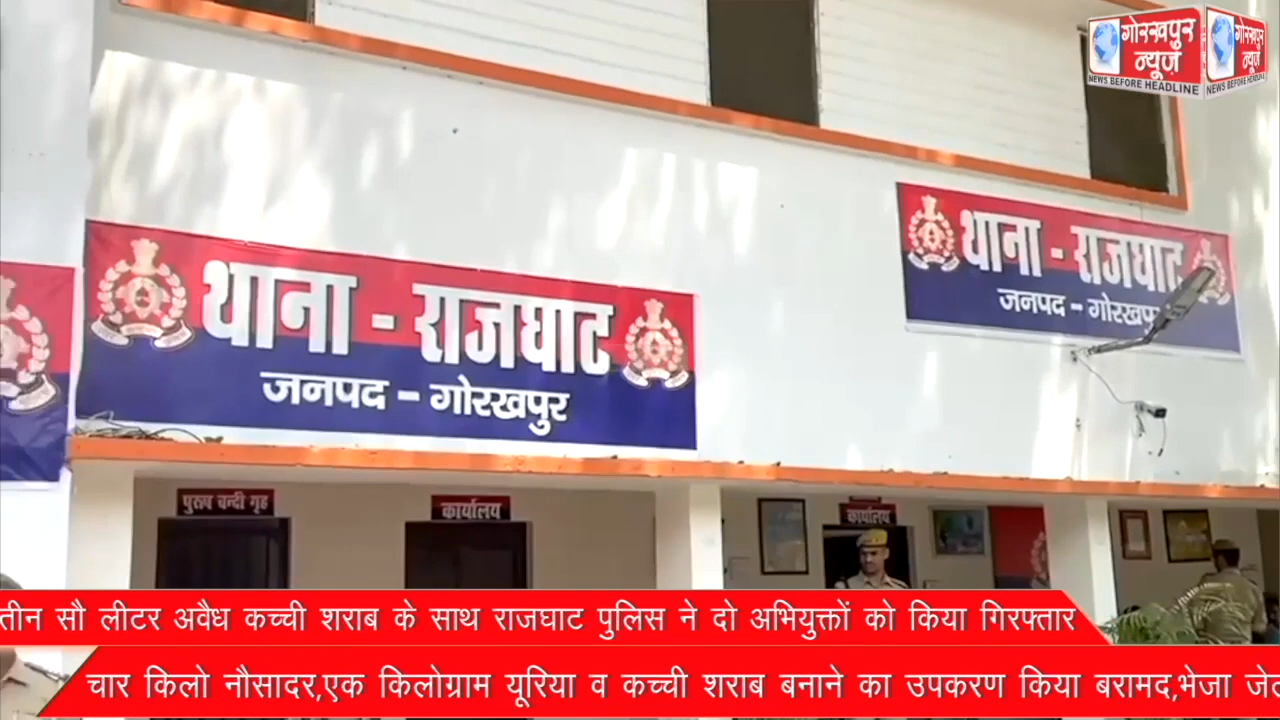 गोरखपुर
न्यूज़
NEWS BEFORE HEADLINE
गोरखपुर
न्यूज़
NEWS BEFORE HEADLINE
थाना - राजघाट
जनपद - गोरखपुर
थाना - राजघाट
जनपद - गोरखपुर
पुरुष बन्दी गृह
कार्यालय
कार्यालय
तीन सौ लीटर अवैध कच्ची शराब के साथ राजघाट पुलिस ने दो अभियुक्तों को किया गिरफ्तार
चार किलो नौसादर,एक किलोग्राम यूरिया व कच्ची शराब बनाने का उपकरण किया बरामद,भेजा